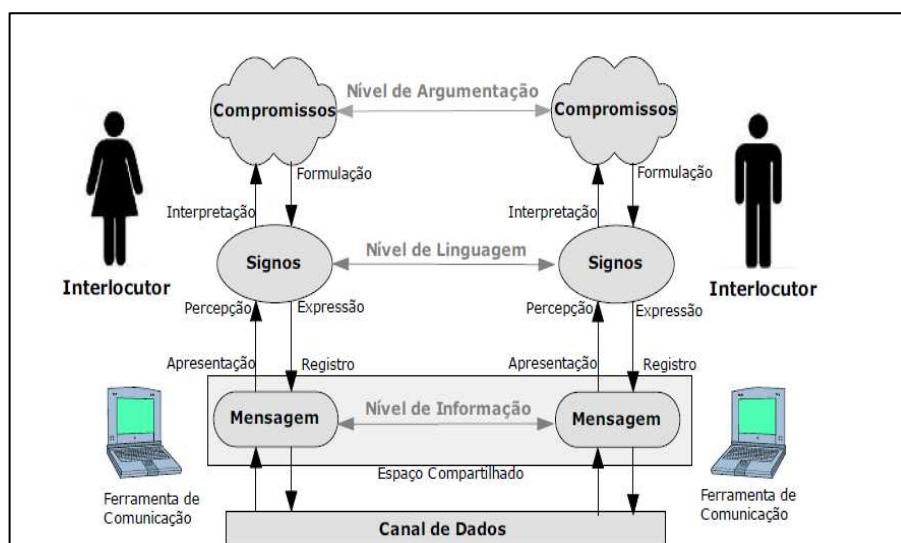 Nível de Argumentação
Compromissos
Compromissos
Formulação
Formulação
Interpretação
Interpretação
Nível de Linguagem
Signos
Signos
Interlocutor
Interlocutor
Percepção
Expressão
Percepção
Expressão
Apresentação
Registro
Apresentação
Registro
Nível de Informação
Mensagem
Mensagem
Espaço Compartilhado
Ferramenta de
Comunicação
Ferramenta de
Comunicação
Canal de Dados